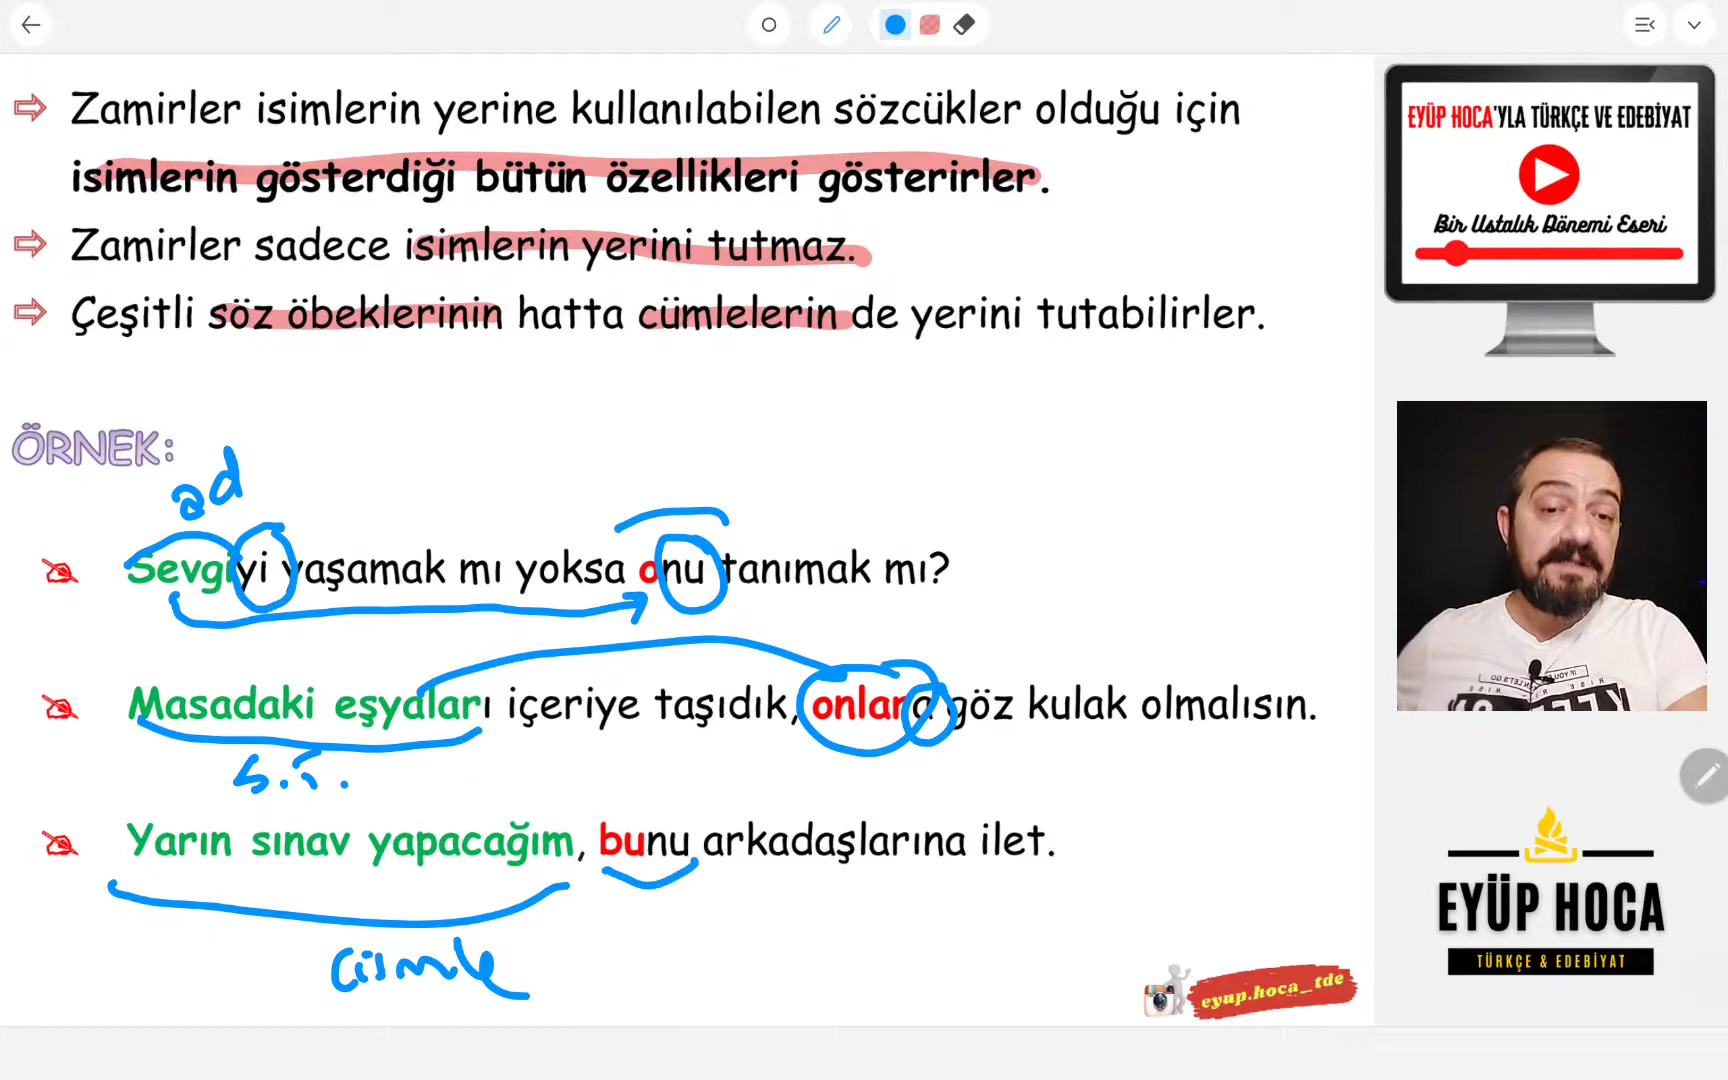 Zamirler isimlerin yerine kullanılabilen sözcükler olduğu için
isimlerin gösterdiği bütün özellikleri gösterirler.
Zamirler sadece isimlerin yerini tutmaz.
Çeşitli söz öbeklerinin hatta cümlelerin de yerini tutabilirler.
ÖRNEK:
ad
Sevgiyi yaşamak mı yoksa onu tanımak mı?
Masadaki eşyaları içeriye taşıdık, onlara göz kulak olmalısın.
Yarın sınav yapacağım, bunu arkadaşlarına ilet.
cümle
eyup.hoca_tde
EYÜP HOCA'YLA TÜRKÇE VE EDEBİYAT
Bir Ustalık Dönemi Eseri
EYÜP HOCA
TÜRKÇE & EDEBİYAT